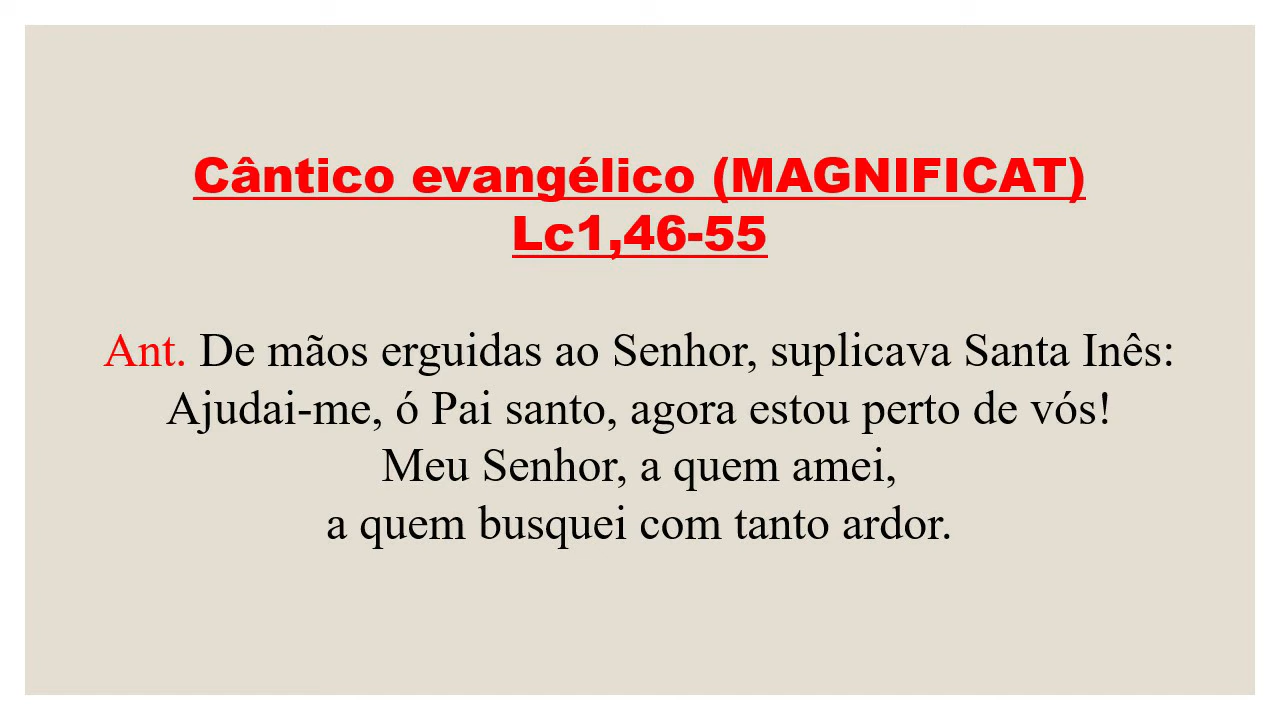 Cântico evangélico (MAGNIFICAT)
Lc1,46-55
Ant. De mãos erguidas ao Senhor, suplicava Santa Inês:
Ajudai-me, ó Pai santo, agora estou perto de vós!
Meu Senhor, a quem amei,
a quem busquei com tanto ardor.